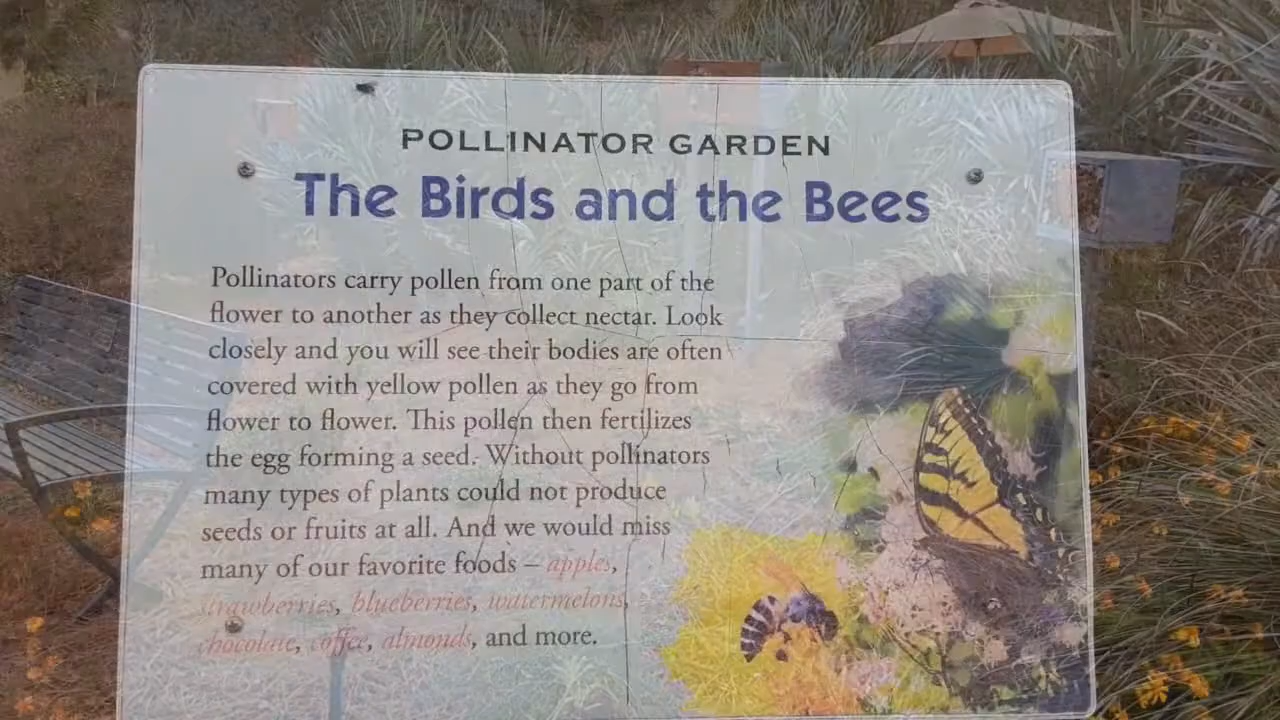 POLLINATOR GARDEN
The Birds and the Bees
Pollinators carry pollen from one part of the
flower to another as they collect nectar. Look
closely and you will see their bodies are often
covered with yellow pollen as they go from
flower to flower. This pollen then fertilizes
the egg forming a seed. Without pollinators
many types of plants could not produce
seeds or fruits at all. And we would miss
many of our favorite foods – apples,
strawberries, blueberries, watermelons,
chocolate, coffee, almonds, and more.